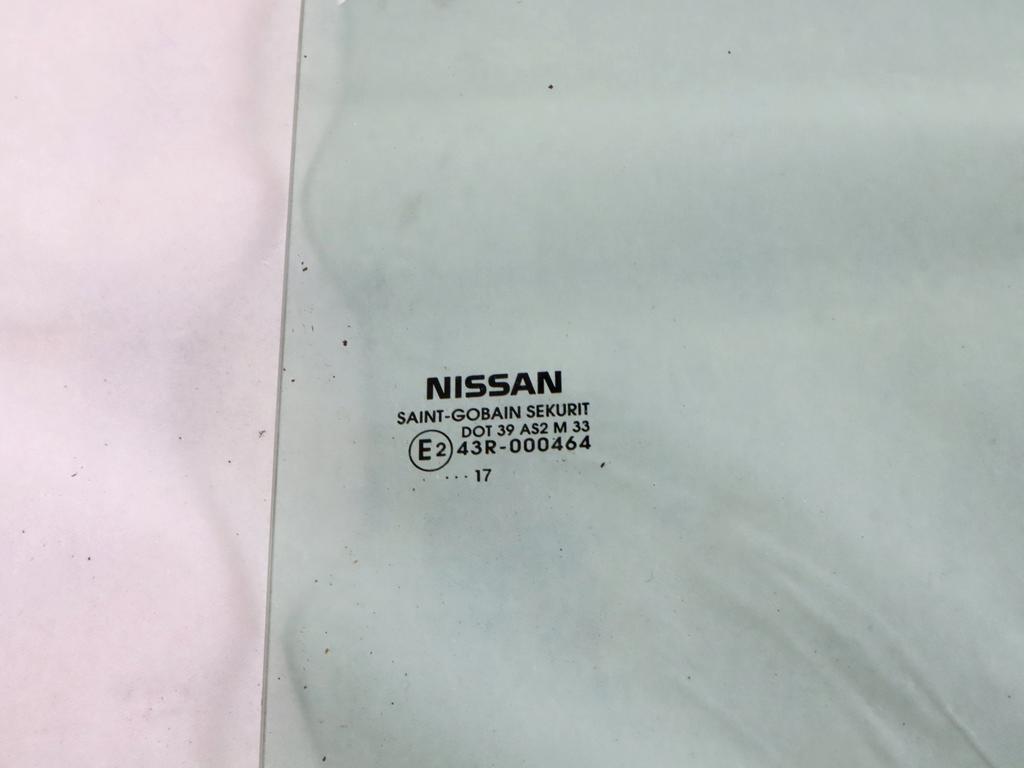 NISSAN
SAINT-GOBAIN SEKURIT
DOT 39 AS2 M 33
E2 43R-000464
... 17